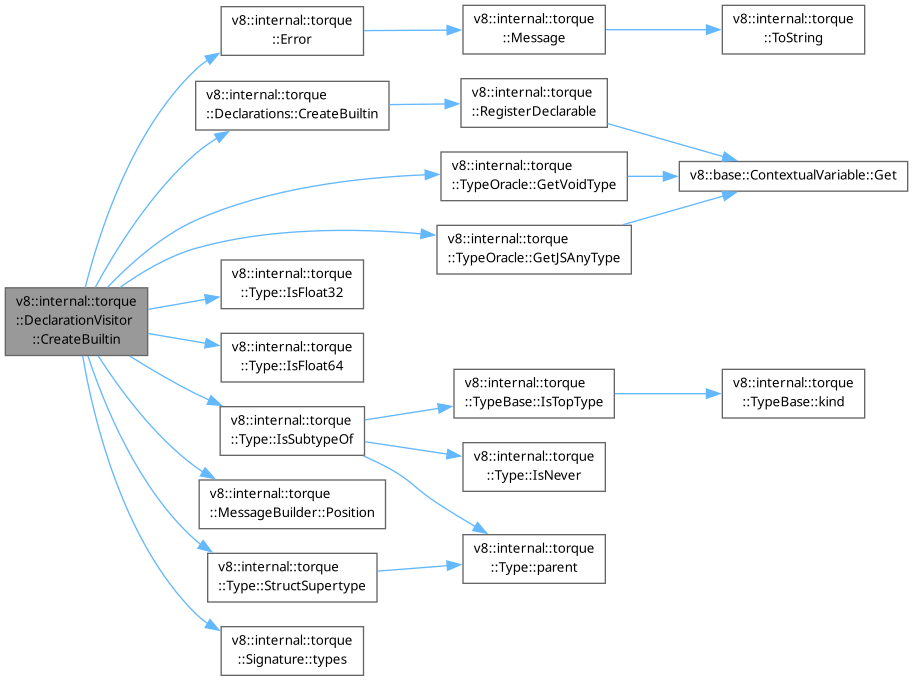 v8::internal::torque
::DeclarationVisitor
::CreateBuiltin
v8::internal::torque
::Error
v8::internal::torque
::Message
v8::internal::torque
::ToString
v8::internal::torque
::Declarations::CreateBuiltin
v8::internal::torque
::RegisterDeclarable
v8::base::ContextualVariable::Get
v8::internal::torque
::TypeOracle::GetVoidType
v8::internal::torque
::TypeOracle::GetJSAnyType
v8::internal::torque
::Type::IsFloat32
v8::internal::torque
::Type::IsFloat64
v8::internal::torque
::Type::IsSubtypeOf
v8::internal::torque
::TypeBase::IsTopType
v8::internal::torque
::TypeBase::kind
v8::internal::torque
::Type::IsNever
v8::internal::torque
::Type::parent
v8::internal::torque
::MessageBuilder::Position
v8::internal::torque
::Type::StructSupertype
v8::internal::torque
::Signature::types